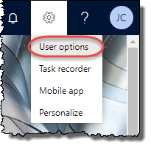 ?
JC
User options
Task recorder
Mobile app
Personalize